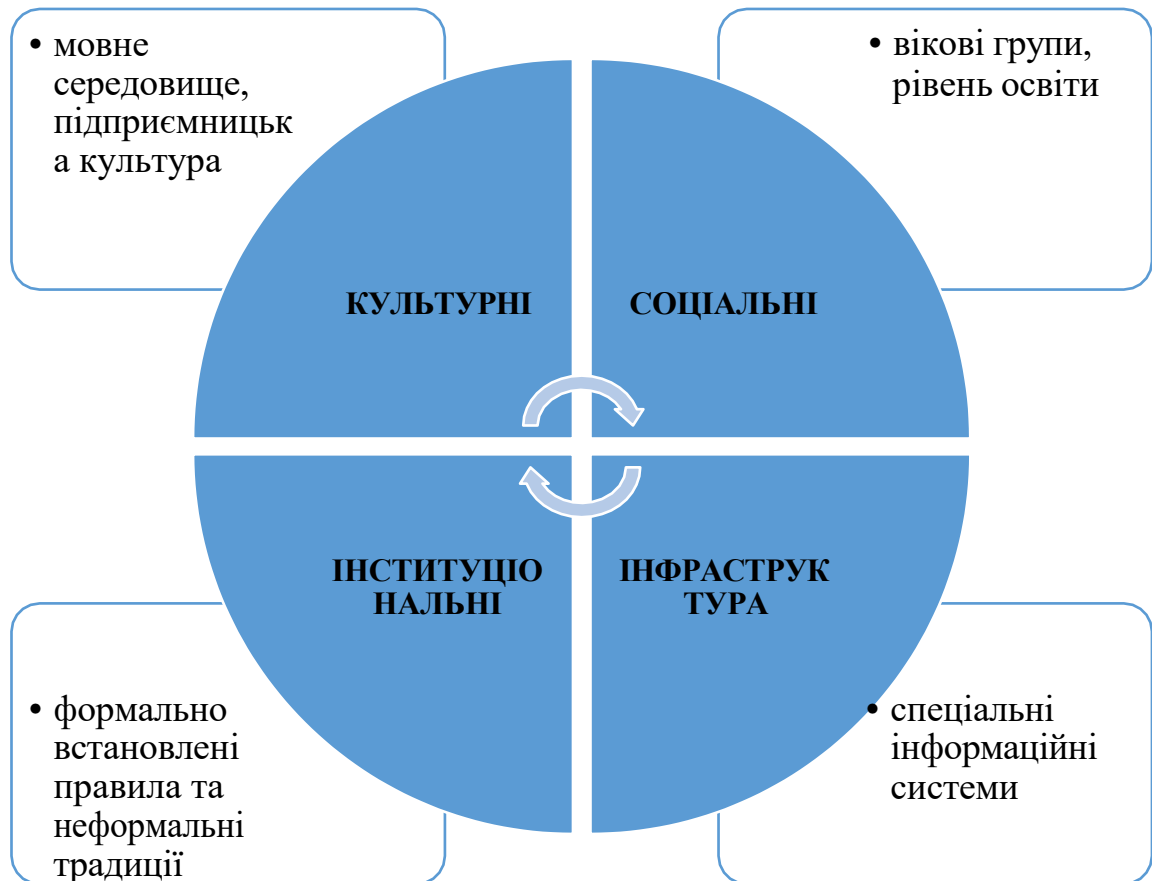 • мовне
середовище,
підприємницьк
а культура
• вікові групи,
рівень освіти
КУЛЬТУРНІ
СОЦІАЛЬНІ
ІНСТИТУЦІО
НАЛЬНІ
ІНФРАСТРУК
ТУРА
• формально
встановлені
правила та
неформальні
традиції
• спеціальні
інформаційні
системи